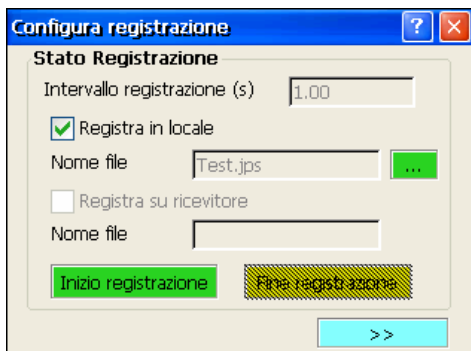 Configura registrazione ?
Stato Registrazione
Intervallo registrazione (s) 1.00
Registra in locale
Nome file Test.jps ...
Registra su ricevitore
Nome file
Inizio registrazione Fine registrazione
>>